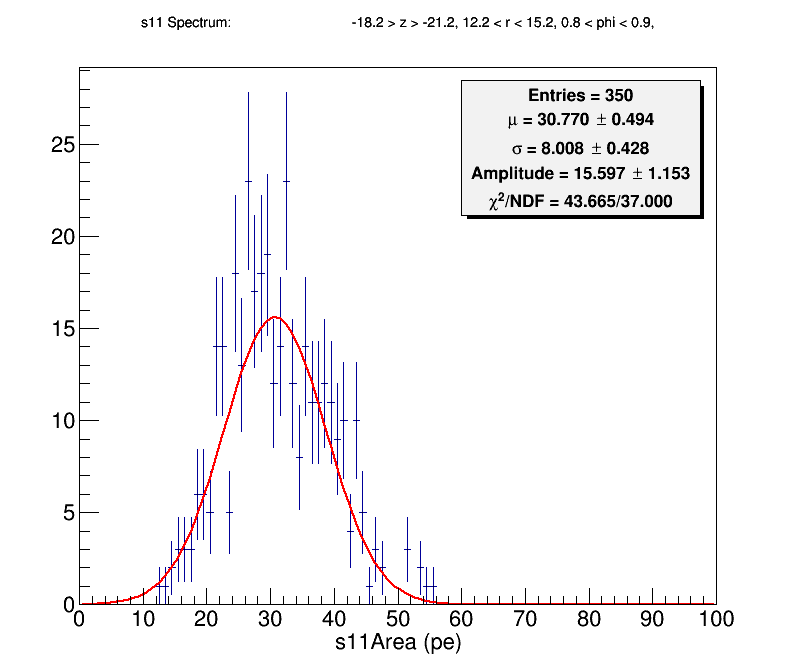 s11 Spectrum: -18.2 > z > -21.2, 12.2 < r < 15.2, 0.8 < phi < 0.9,
Entries = 350
μ = 30.770 ± 0.494
σ = 8.008 ± 0.428
Amplitude = 15.597 ± 1.153
χ²/NDF = 43.665/37.000
25
20
15
10
5
0
0 10 20 30 40 50 60 70 80 90 100
s11Area (pe)